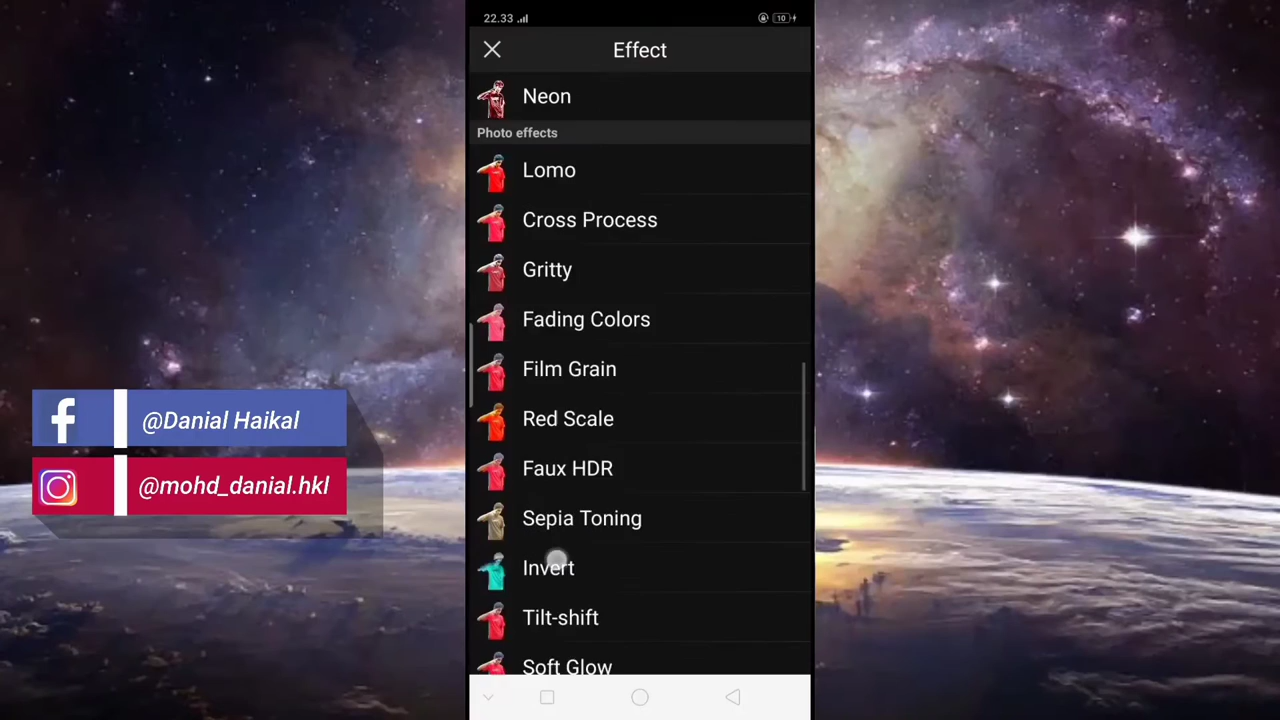 22.33
10
Effect
Neon
Photo effects
Lomo
Cross Process
Gritty
Fading Colors
Film Grain
Red Scale
Faux HDR
Sepia Toning
Invert
Tilt-shift
Soft Glow
@Danial Haikal
@mohd_danial.hkl